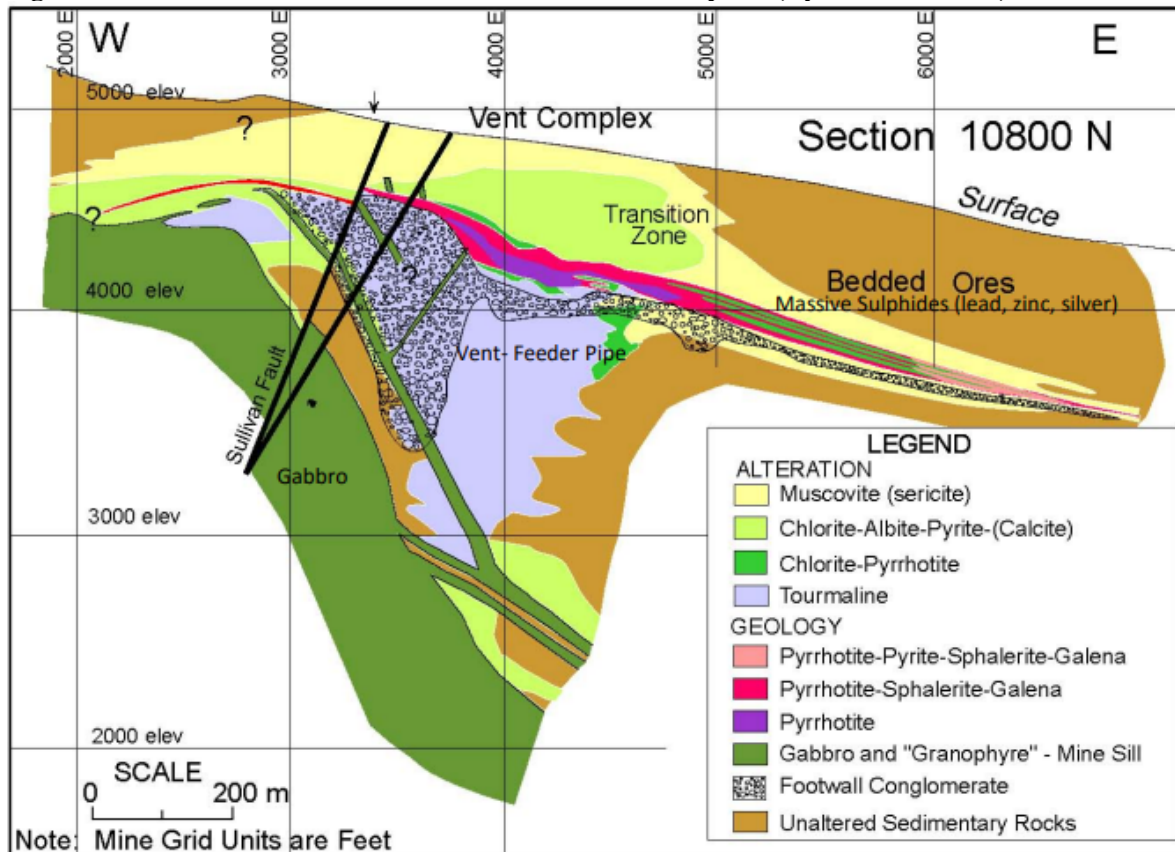 W
E
2000 E
3000 E
4000 E
5000 E
6000 E
5000 elev
Vent Complex
Section 10800 N
?
Surface
Transition
Zone
?
?
Bedded Ores
Massive Sulphides (lead, zinc, silver)
4000 elev
Vent- Feeder Pipe
Sullivan Fault
Gabbro
3000 elev
2000 elev
SCALE
0 200 m
Note: Mine Grid Units are Feet
LEGEND
ALTERATION
Muscovite (sericite)
Chlorite-Albite-Pyrite-(Calcite)
Chlorite-Pyrrhotite
Tourmaline
GEOLOGY
Pyrrhotite-Pyrite-Sphalerite-Galena
Pyrrhotite-Sphalerite-Galena
Pyrrhotite
Gabbro and "Granophyre" - Mine Sill
Footwall Conglomerate
Unaltered Sedimentary Rocks